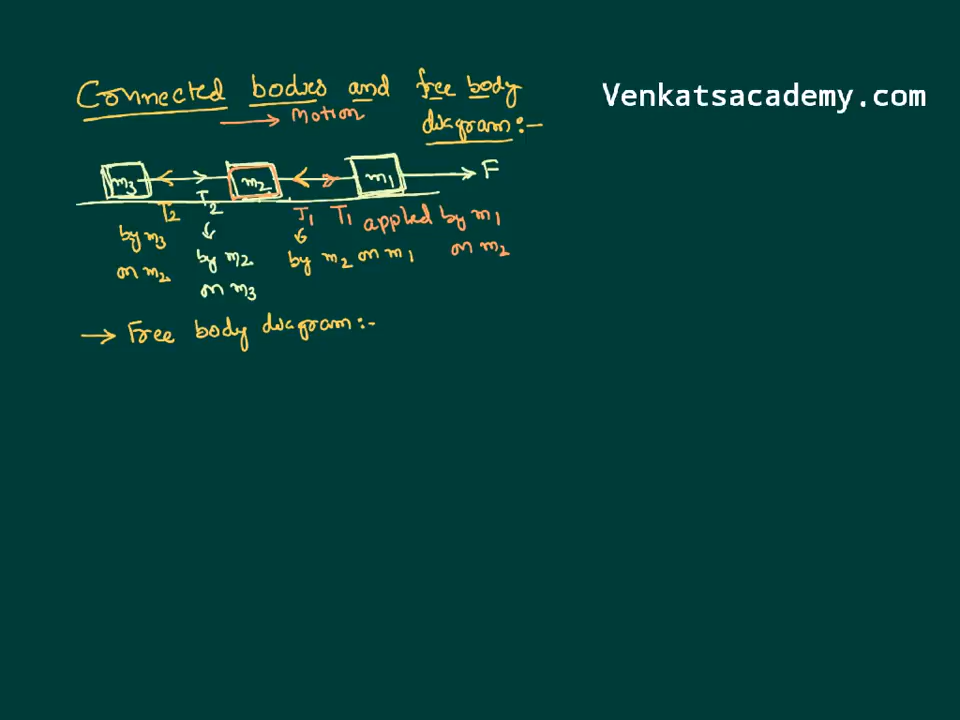 Connected bodies and free body
diagram:-
Venkatsacademy.com
Motion
m3 m2 m1 F
T2 T2 T1 T1 applied by m1
on m2
by m3
on m2
by m2
on m3
by m2 on m1
→ Free body diagram:-